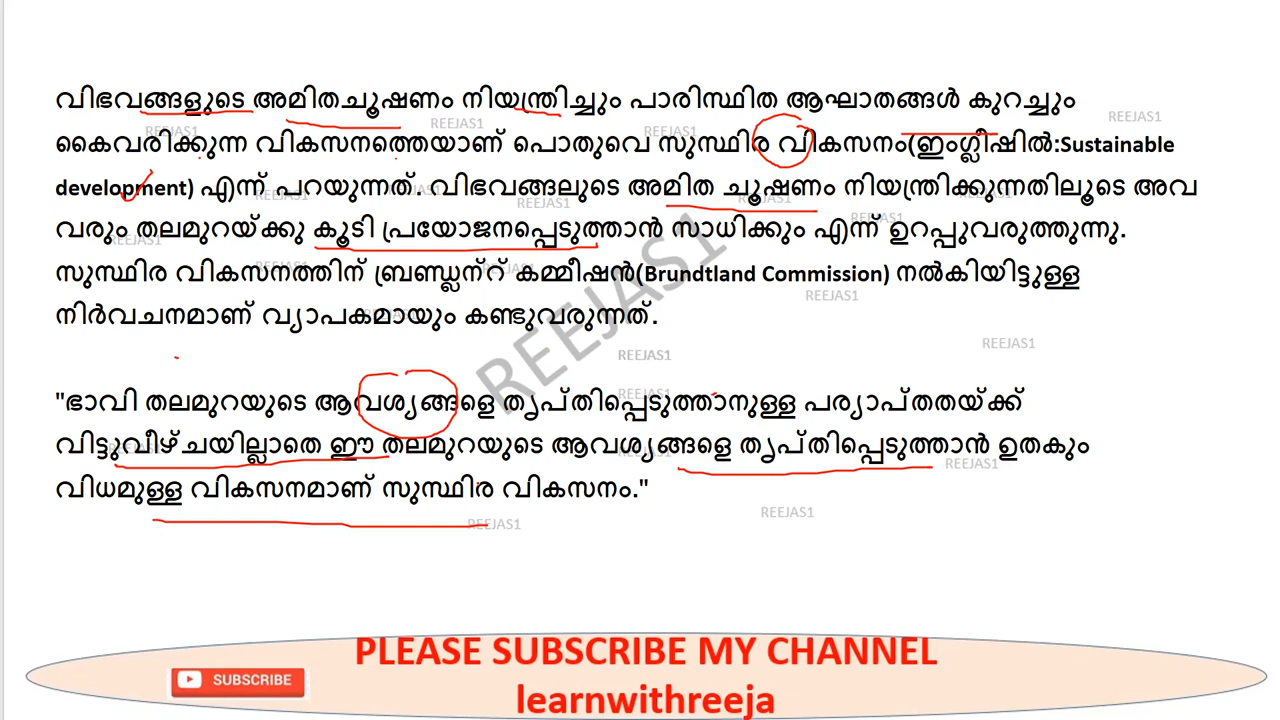 വിഭവങ്ങളുടെ അമിതചൂഷണം നിയന്ത്രിച്ചും പാരിസ്ഥിത ആഘാതങ്ങൾ കുറച്ചും
കൈവരിക്കുന്ന വികസനത്തെയാണ് പൊതുവെ സുസ്ഥിര വികസനം(ഇംഗ്ലീഷിൽ:Sustainable
development) എന്ന് പറയുന്നത്. വിഭവങ്ങലുടെ അമിത ചൂഷണം നിയന്ത്രിക്കുന്നതിലൂടെ അവ
വരും തലമുറയ്ക്കു കൂടി പ്രയോജനപ്പെടുത്താൻ സാധിക്കും എന്ന് ഉറപ്പുവരുത്തുന്നു.
സുസ്ഥിര വികസനത്തിന് ബ്രണ്ഡ്ലന്റ് കമ്മീഷൻ(Brundtland Commission) നൽകിയിട്ടുള്ള
നിർവചനമാണ് വ്യാപകമായും കണ്ടുവരുന്നത്.
"ഭാവി തലമുറയുടെ ആവശ്യങ്ങളെ തൃപ്തിപ്പെടുത്താനുള്ള പര്യാപ്തതയ്ക്ക്
വിട്ടുവീഴ്ചയില്ലാതെ ഈ തലമുറയുടെ ആവശ്യങ്ങളെ തൃപ്തിപ്പെടുത്താൻ ഉതകും
വിധമുള്ള വികസനമാണ് സുസ്ഥിര വികസനം."
REEJAS1
PLEASE SUBSCRIBE MY CHANNEL
SUBSCRIBE
learnwithreeja